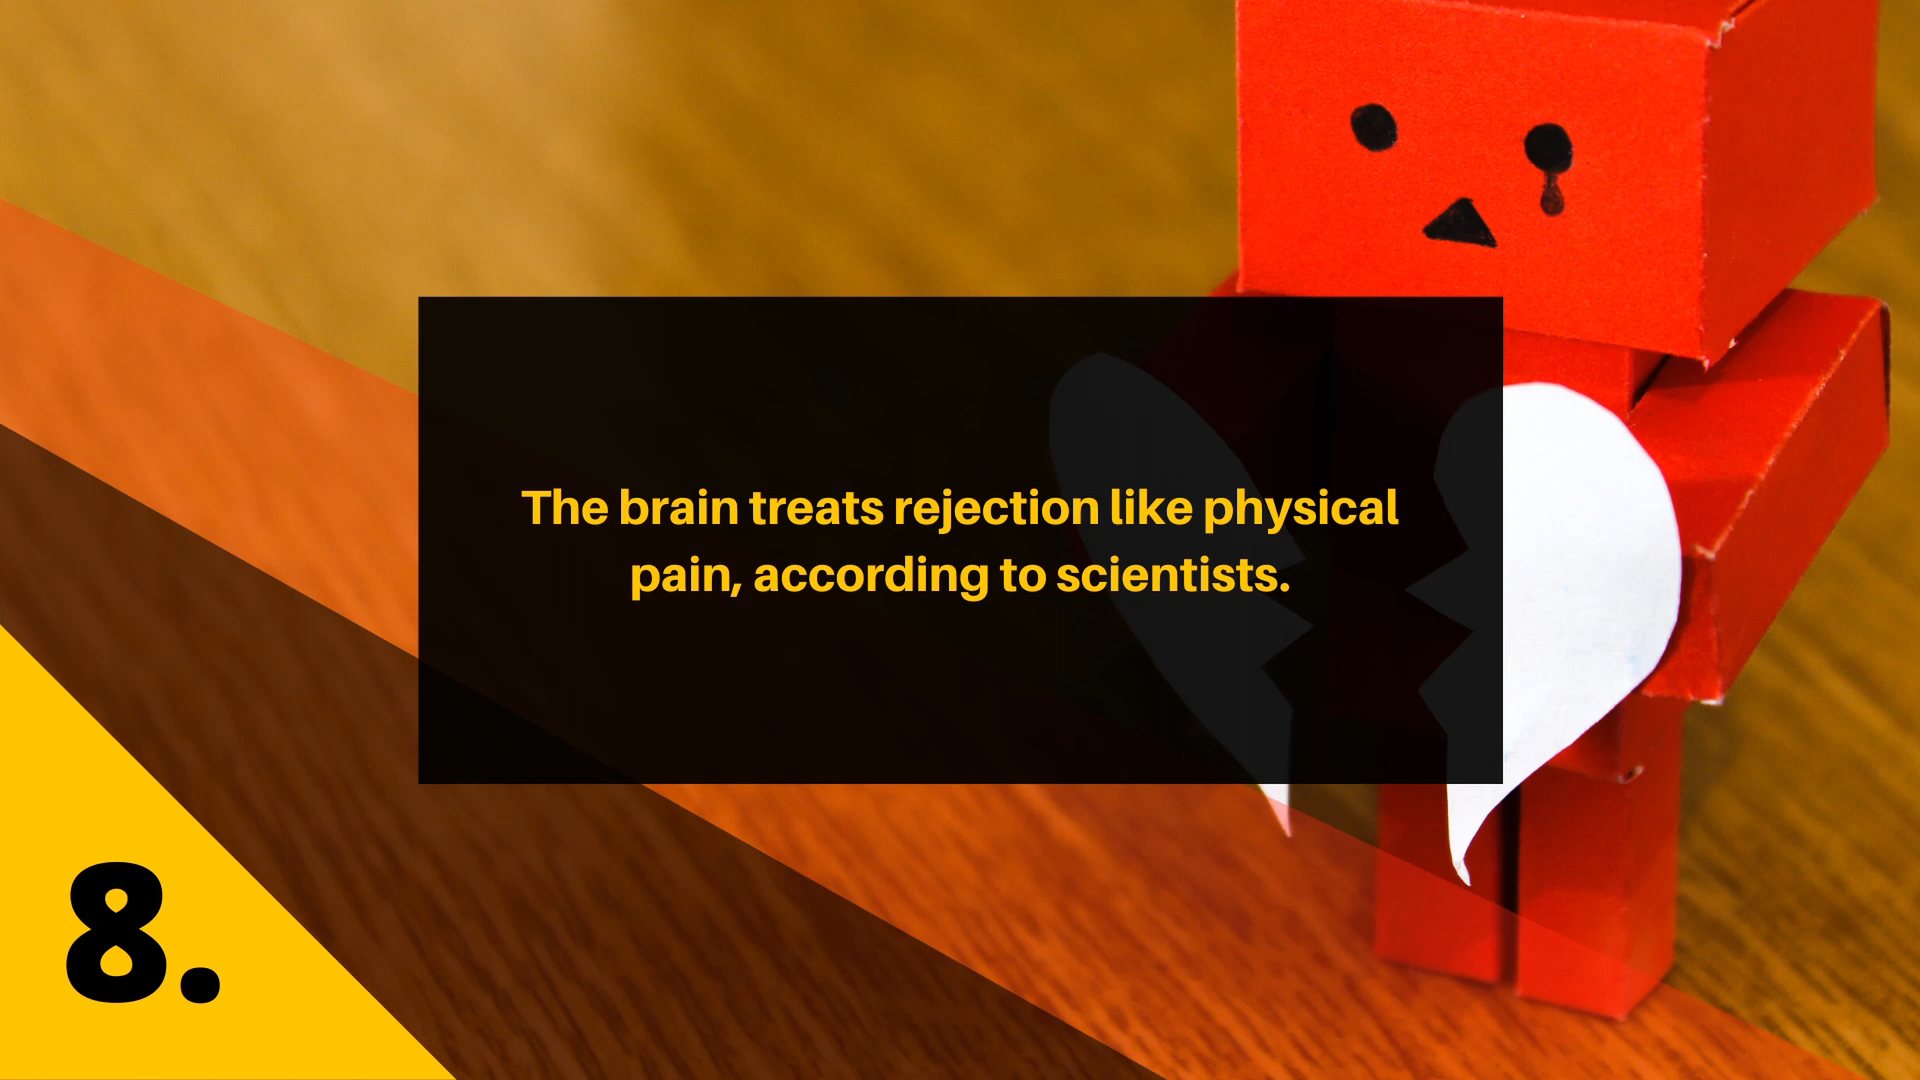 The brain treats rejection like physical
pain, according to scientists.
8.